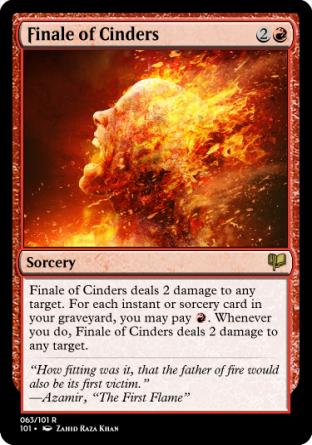 Finale of Cinders 2
Sorcery
Finale of Cinders deals 2 damage to any
target. For each instant or sorcery card in
your graveyard, you may pay . Whenever
you do, Finale of Cinders deals 2 damage to
any target.
“How fitting was it, that the father of fire would
also be its first victim.”
—Azamir, “The First Flame”
063/101 R
101 • Zahid Raza Khan